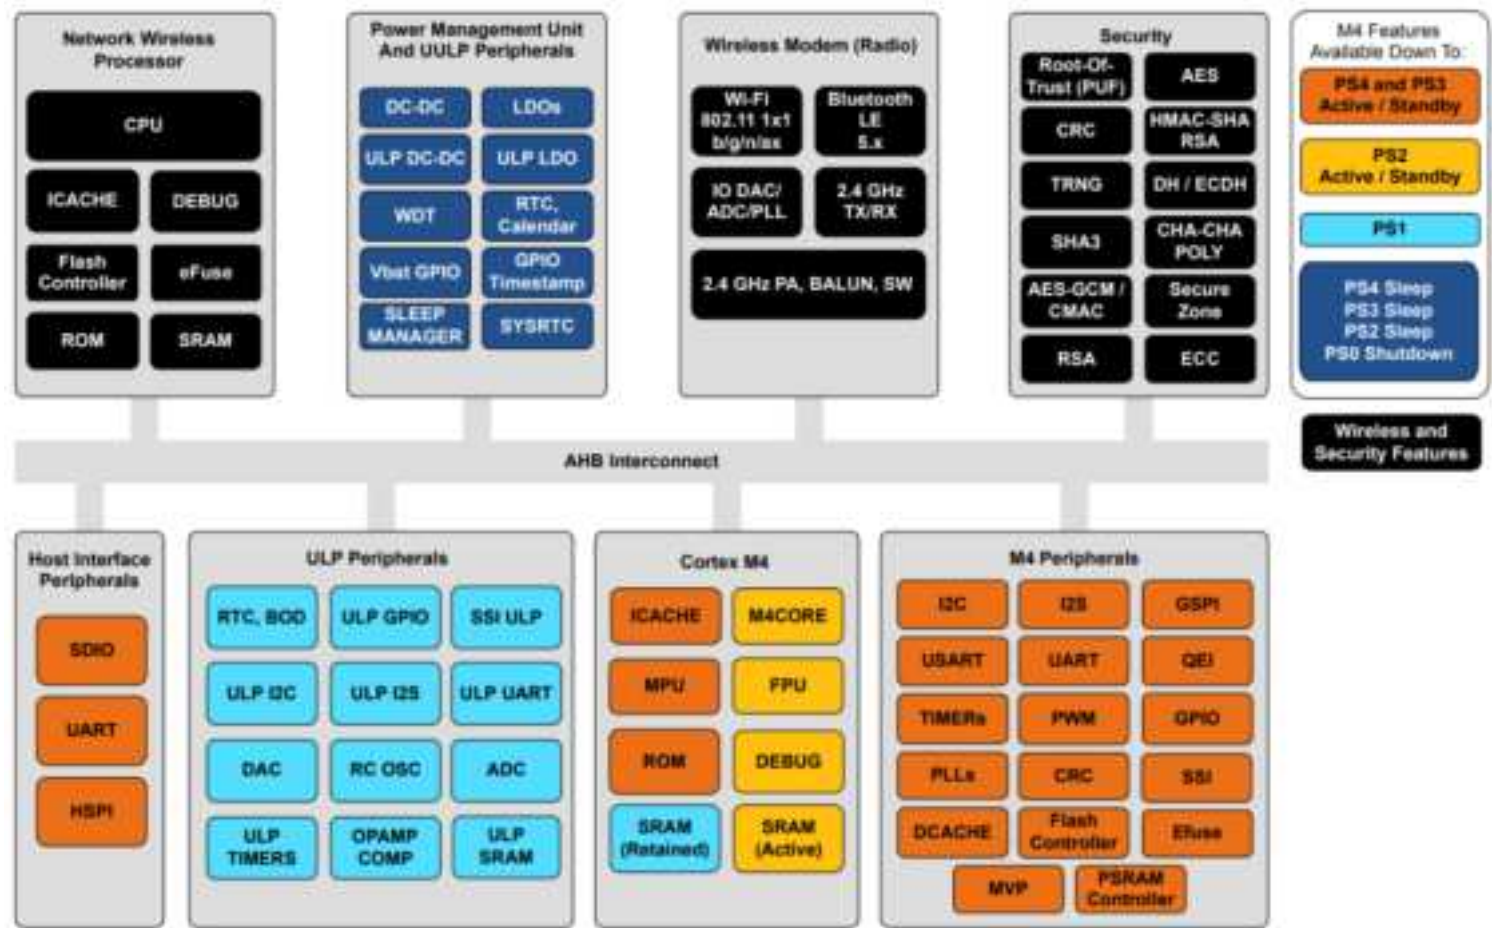 Network Wireless
Processor
CPU
ICACHE
DEBUG
Flash
Controller
eFuse
ROM
SRAM
Power Management Unit
And UULP Peripherals
DC-DC
LDOs
ULP DC-DC
ULP LDO
WDT
RTC,
Calendar
Vbat GPIO
GPIO
Timestamp
SLEEP
MANAGER
SYSRTC
Wireless Modem (Radio)
Wi-Fi
802.11 1x1
b/g/n/ax
Bluetooth
LE
5.x
IO DAC/
ADC/PLL
2.4 GHz
TX/RX
2.4 GHz PA, BALUN, SW
Security
Root-Of-
Trust (PUF)
AES
CRC
HMAC-SHA
RSA
TRNG
DH / ECDH
SHA3
CHA-CHA
POLY
AES-GCM /
CMAC
Secure
Zone
RSA
ECC
M4 Features
Available Down To:
PS4 and PS3
Active / Standby
PS2
Active / Standby
PS1
PS4 Sleep
PS3 Sleep
PS2 Sleep
PS0 Shutdown
Wireless and
Security Features
AHB Interconnect
Host Interface
Peripherals
SDIO
UART
HSPI
ULP Peripherals
RTC, BOD
ULP GPIO
SSI ULP
ULP I2C
ULP I2S
ULP UART
DAC
RC OSC
ADC
ULP
TIMERS
OPAMP
COMP
ULP
SRAM
Cortex M4
ICACHE
M4CORE
MPU
FPU
ROM
DEBUG
SRAM
(Retained)
SRAM
(Active)
M4 Peripherals
I2C
I2S
GSPI
USART
UART
QEI
TIMERs
PWM
GPIO
PLLs
CRC
SSI
DCACHE
Flash
Controller
Efuse
MVP
PSRAM
Controller